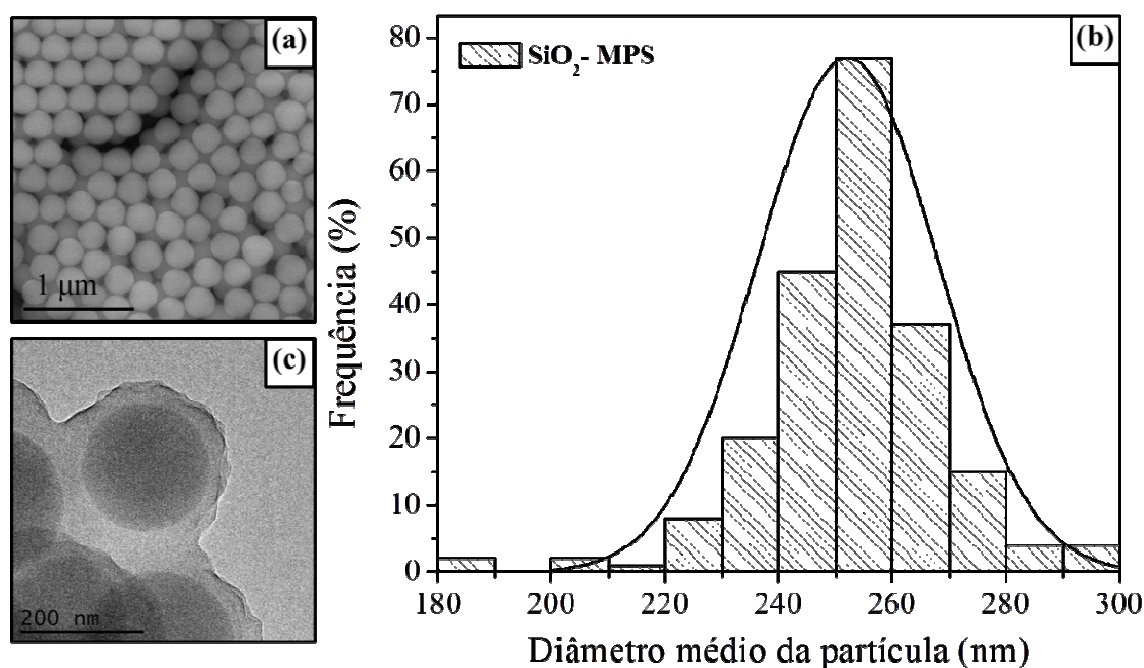 (a)
1 μm
(c)
200 nm
(b)
SiO2- MPS
Frequência (%)
80
70
60
50
40
30
20
10
0
180
200
220
240
260
280
300
Diâmetro médio da partícula (nm)